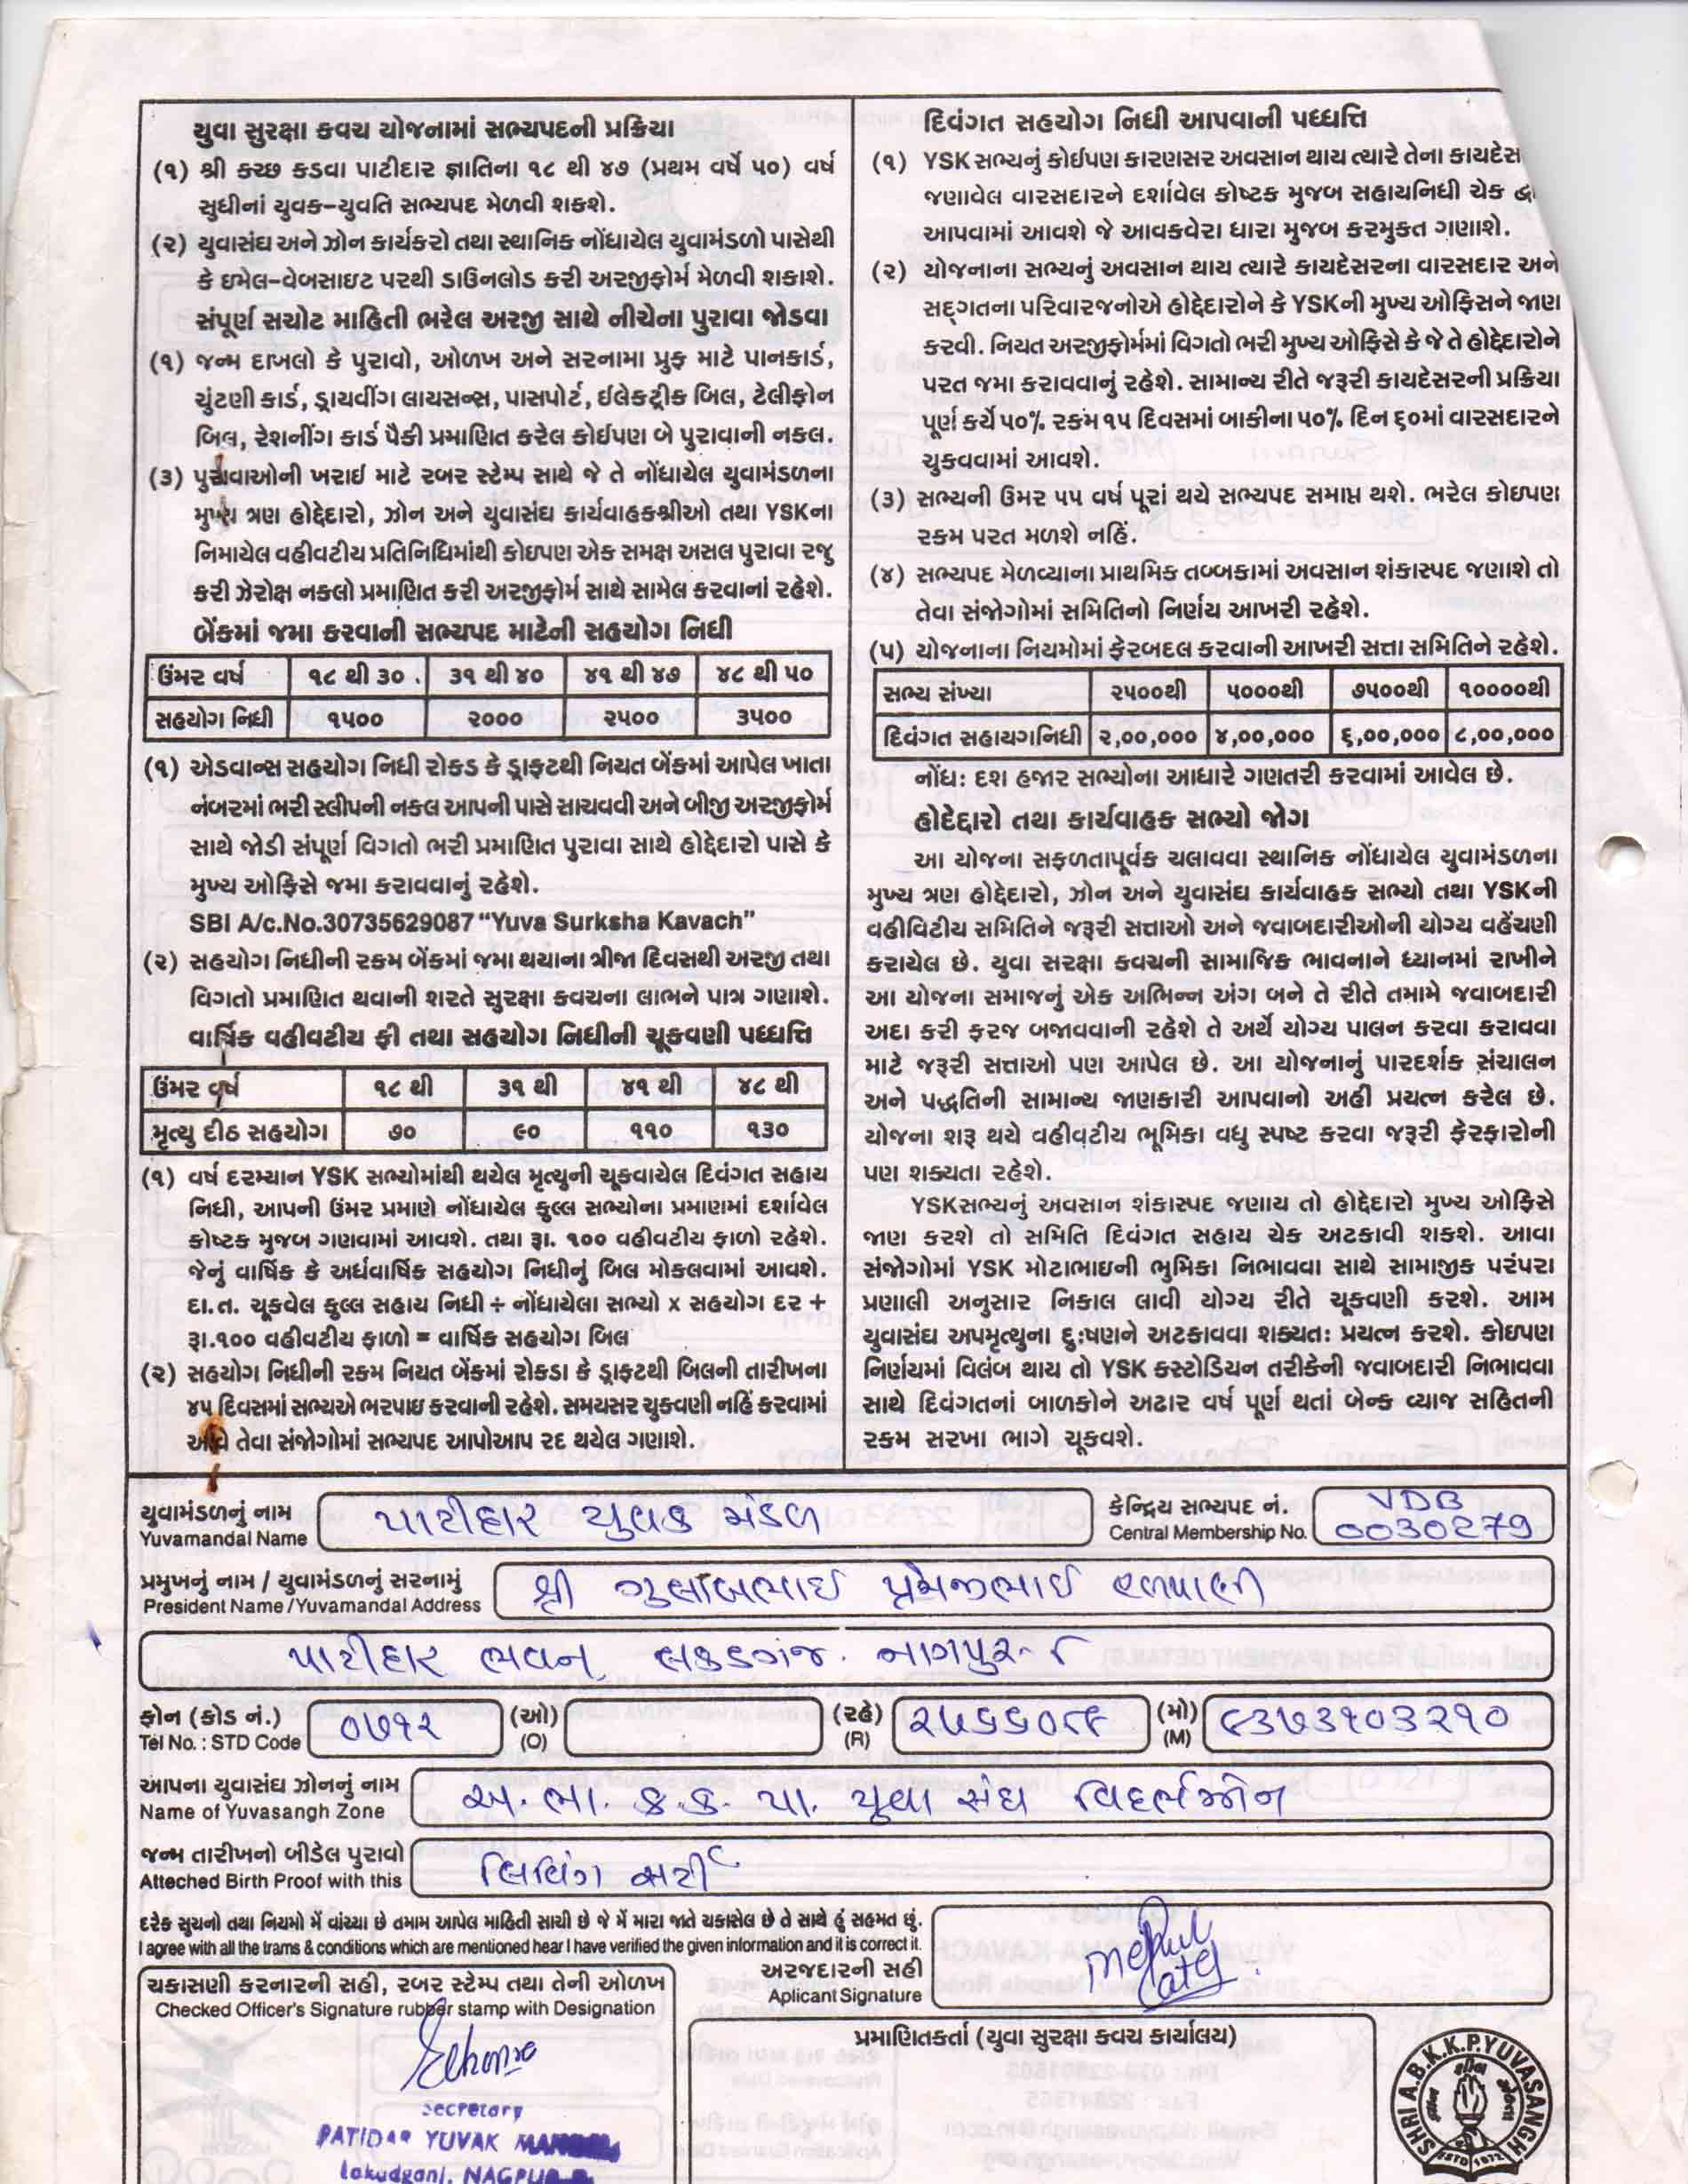 યુવા સુરક્ષા કવચ યોજનામાં સભ્યપદની પ્રક્રિયા
(૧) શ્રી કચ્છ કડવા પાટીદાર જ્ઞાતિના ૧૮ થી ૪૭ (પ્રથમ વર્ષે ૫૦) વર્ષ
સુધીનાં યુવક-યુવતિ સભ્યપદ મેળવી શકશે.
(૨) યુવાસંઘ અને ઝોન કાર્યકરો તથા સ્થાનિક નોંધાયેલ યુવામંડળો પાસેથી
કે ઇમેલ-વેબસાઇટ પરથી ડાઉનલોડ કરી અરજીફોર્મ મેળવી શકાશે.
સંપૂર્ણ સચોટ માહિતી ભરેલ અરજી સાથે નીચેના પુરાવા જોડવા
(૧) જન્મ દાખલો કે પુરાવો, ઓળખ અને સરનામા પ્રુફ માટે પાનકાર્ડ,
ચુંટણી કાર્ડ, ડ્રાયવીંગ લાયસન્સ, પાસપોર્ટ, ઈલેક્ટ્રીક બિલ, ટેલીફોન
બિલ, રેશનીંગ કાર્ડ પૈકી પ્રમાણિત કરેલ કોઈપણ બે પુરાવાની નકલ.
(૩) પુરાવાઓની ખરાઈ માટે રબર સ્ટેમ્પ સાથે જે તે નોંધાયેલ યુવામંડળના
મુખ્ય ત્રણ હોદ્દેદારો, ઝોન અને યુવાસંઘ કાર્યવાહકશ્રીઓ તથા YSKના
નિમાયેલ વહીવટીય પ્રતિનિધિમાંથી કોઇપણ એક સમક્ષ અસલ પુરાવા રજુ
કરી ઝેરોક્ષ નકલો પ્રમાણિત કરી અરજીફોર્મ સાથે સામેલ કરવાનાં રહેશે.
બેંકમાં જમા કરવાની સભ્યપદ માટેની સહયોગ નિધી
ઉંમર વર્ષ ૧૮ થી ૩૦ . ૩૧ થી ૪૦ ૪૧ થી ૪૭ ૪૮ થી ૫૦
સહયોગ નિધી ૧૫૦૦ ૨૦૦૦ ૨૫૦૦ ૩૫૦૦
(૧) એડવાન્સ સહયોગ નિધી રોકડ કે ડ્રાફ્ટથી નિયત બેંકમાં આપેલ ખાતા
નંબરમાં ભરી સ્લીપની નકલ આપની પાસે સાચવવી અને બીજી અરજીફોર્મ
સાથે જોડી સંપૂર્ણ વિગતો ભરી પ્રમાણિત પુરાવા સાથે હોદ્દેદારો પાસે કે
મુખ્ય ઓફિસે જમા કરાવવાનું રહેશે.
SBI A/c.No.30735629087 “Yuva Surksha Kavach”
(૨) સહયોગ નિધીની રકમ બેંકમાં જમા થયાના ત્રીજા દિવસથી અરજી તથા
વિગતો પ્રમાણિત થવાની શરતે સુરક્ષા કવચના લાભને પાત્ર ગણાશે.
વાર્ષિક વહીવટીય ફી તથા સહયોગ નિધીની ચૂકવણી પધ્ધત્તિ
ઉંમર વર્ષ ૧૮ થી ૩૧ થી ૪૧ થી ૪૮ થી
મૃત્યુ દીઠ સહયોગ ૭૦ ૯૦ ૧૧૦ ૧૩૦
(૧) વર્ષ દરમ્યાન YSK સભ્યોમાંથી થયેલ મૃત્યુની ચૂકવાયેલ દિવંગત સહાય
નિધી, આપની ઉંમર પ્રમાણે નોંધાયેલ કુલ્લ સભ્યોના પ્રમાણમાં દર્શાવેલ
કોષ્ટક મુજબ ગણવામાં આવશે. તથા રૂા. ૧૦૦ વહીવટીય ફાળો રહેશે.
જેનું વાર્ષિક કે અર્ધવાર્ષિક સહયોગ નિધીનું બિલ મોકલવામાં આવશે.
દા.ત. ચૂકવેલ કુલ્લ સહાય નિધી ÷ નોંધાયેલા સભ્યો x સહયોગ દર +
રૂા.૧૦૦ વહીવટીય ફાળો = વાર્ષિક સહયોગ બિલ
(૨) સહયોગ નિધીની રકમ નિયત બેંકમાં રોકડા કે ડ્રાફ્ટથી બિલની તારીખના
૪૫ દિવસમાં સભ્યએ ભરપાઇ કરવાની રહેશે. સમયસર ચુકવણી નહિં કરવામાં
આવે તેવા સંજોગોમાં સભ્યપદ આપોઆપ રદ થયેલ ગણાશે.
દિવંગત સહયોગ નિધી આપવાની પધ્ધત્તિ
(૧) YSK સભ્યનું કોઈપણ કારણસર અવસાન થાય ત્યારે તેના કાયદેસ
જણાવેલ વારસદારને દર્શાવેલ કોષ્ટક મુજબ સહાયનિધી ચેક દ્વા
આપવામાં આવશે જે આવકવેરા ધારા મુજબ કરમુક્ત ગણાશે.
(૨) યોજનાના સભ્યનું અવસાન થાય ત્યારે કાયદેસરના વારસદાર અને
સદ્ગતના પરિવારજનોએ હોદ્દેદારોને કે YSKની મુખ્ય ઓફિસને જાણ
કરવી. નિયત અરજીફોર્મમાં વિગતો ભરી મુખ્ય ઓફિસે કે જે તે હોદ્દેદારોને
પરત જમા કરાવવાનું રહેશે. સામાન્ય રીતે જરૂરી કાયદેસરની પ્રક્રિયા
પૂર્ણ કર્યે ૫૦% રકમ ૧૫ દિવસમાં બાકીના ૫૦% દિન ૬૦માં વારસદારને
ચુકવવામાં આવશે.
(૩) સભ્યની ઉંમર ૫૫ વર્ષ પૂરાં થયે સભ્યપદ સમાપ્ત થશે. ભરેલ કોઇપણ
રકમ પરત મળશે નહિં.
(૪) સભ્યપદ મેળવ્યાના પ્રાથમિક તબ્બકામાં અવસાન શંકાસ્પદ જણાશે તો
તેવા સંજોગોમાં સમિતિનો નિર્ણય આખરી રહેશે.
(૫) યોજનાના નિયમોમાં ફેરબદલ કરવાની આખરી સત્તા સમિતિને રહેશે.
સભ્ય સંખ્યા ૨૫૦૦થી ૫૦૦૦થી ૭૫૦૦થી ૧૦૦૦૦થી
દિવંગત સહાયગનિધી ૨,૦૦,૦૦૦ ૪,૦૦,૦૦૦ ૬,૦૦,૦૦૦ ૮,૦૦,૦૦૦
નોંધ: દશ હજાર સભ્યોના આધારે ગણતરી કરવામાં આવેલ છે.
હોદેદ્દારો તથા કાર્યવાહક સભ્યો જોગ
આ યોજના સફળતાપૂર્વક ચલાવવા સ્થાનિક નોંધાયેલ યુવામંડળના
મુખ્ય ત્રણ હોદ્દેદારો, ઝોન અને યુવાસંઘ કાર્યવાહક સભ્યો તથા YSKની
વહીવિટીય સમિતિને જરૂરી સત્તાઓ અને જવાબદારીઓની યોગ્ય વહેંચણી
કરાયેલ છે. યુવા સરક્ષા કવચની સામાજિક ભાવનાને ધ્યાનમાં રાખીને
આ યોજના સમાજનું એક અભિન્ન અંગ બને તે રીતે તમામે જવાબદારી
અદા કરી ફરજ બજાવવાની રહેશે તે અર્થે યોગ્ય પાલન કરવા કરાવવા
માટે જરૂરી સત્તાઓ પણ આપેલ છે. આ યોજનાનું પારદર્શક સંચાલન
અને પદ્ધતિની સામાન્ય જાણકારી આપવાનો અહી પ્રયત્ન કરેલ છે.
યોજના શરૂ થયે વહીવટીય ભૂમિકા વધુ સ્પષ્ટ કરવા જરૂરી ફેરફારોની
પણ શક્યતા રહેશે.
YSKસભ્યનું અવસાન શંકાસ્પદ જણાય તો હોદ્દેદારો મુખ્ય ઓફિસે
જાણ કરશે તો સમિતિ દિવંગત સહાય ચેક અટકાવી શકશે. આવા
સંજોગોમાં YSK મોટાભાઇની ભુમિકા નિભાવવા સાથે સામાજીક પરંપરા
પ્રણાલી અનુસાર નિકાલ લાવી યોગ્ય રીતે ચૂકવણી કરશે. આમ
યુવાસંઘ અપમૃત્યુના દુ:ષણને અટકાવવા શક્યત: પ્રયત્ન કરશે. કોઇપણ
નિર્ણયમાં વિલંબ થાય તો YSK કસ્ટોડિયન તરીકેની જવાબદારી નિભાવવા
સાથે દિવંગતનાં બાળકોને અઢાર વર્ષ પૂર્ણ થતાં બેન્ક વ્યાજ સહિતની
રકમ સરખા ભાગે ચૂકવશે.
યુવામંડળનું નામ પાટીદાર યુવક મંડળ કેન્દ્રિય સભ્યપદ નં. VDB
Yuvamandal Name Central Membership No. 0030279
પ્રમુખનું નામ / યુવામંડળનું સરનામું શ્રી ગુલાબભાઈ પ્રેમજીભાઈ
President Name /Yuvamandal Address
પાટીદાર ભવન, લકડગંજ. નાગપુર-૮
ફોન (કોડ નં.) ૦૭૧૨ (ઓ) (રહે) ૨૫૬૬૦૮૯ (મો) ૯૩૭૩૧૦૩૨૧૦
Tel No. : STD Code (O) (R) (M)
આપના યુવાસંઘ ઝોનનું નામ અ. ભા. ક. ક. પા. યુવા સંઘ વિદર્ભઝોન
Name of Yuvasangh Zone
જન્મ તારીખનો બીડેલ પુરાવો લિવિંગ સર્ટી
Atteched Birth Proof with this
દરેક સુચનો તથા નિયમો મેં વાંચ્યા છે તમામ આપેલ માહિતી સાચી છે જે મેં મારા જાતે ચકાસેલ છે તે સાથે હું સહમત છું.
I agree with all the trams & conditions which are mentioned hear I have verified the given information and it is correct it.
અરજદારની સહી
Aplicant Signature
ચકાસણી કરનારની સહી, રબર સ્ટેમ્પ તથા તેની ઓળખ
Checked Officer's Signature rubber stamp with Designation
Secretary
PATIDAR YUVAK MANDAL
Lakudganj, NAGPUR
પ્રમાણિતકર્તા (યુવા સુરક્ષા કવચ કાર્યાલય)
SHRI A.B.K.K.P. YUVASANGH
ESTD 1972